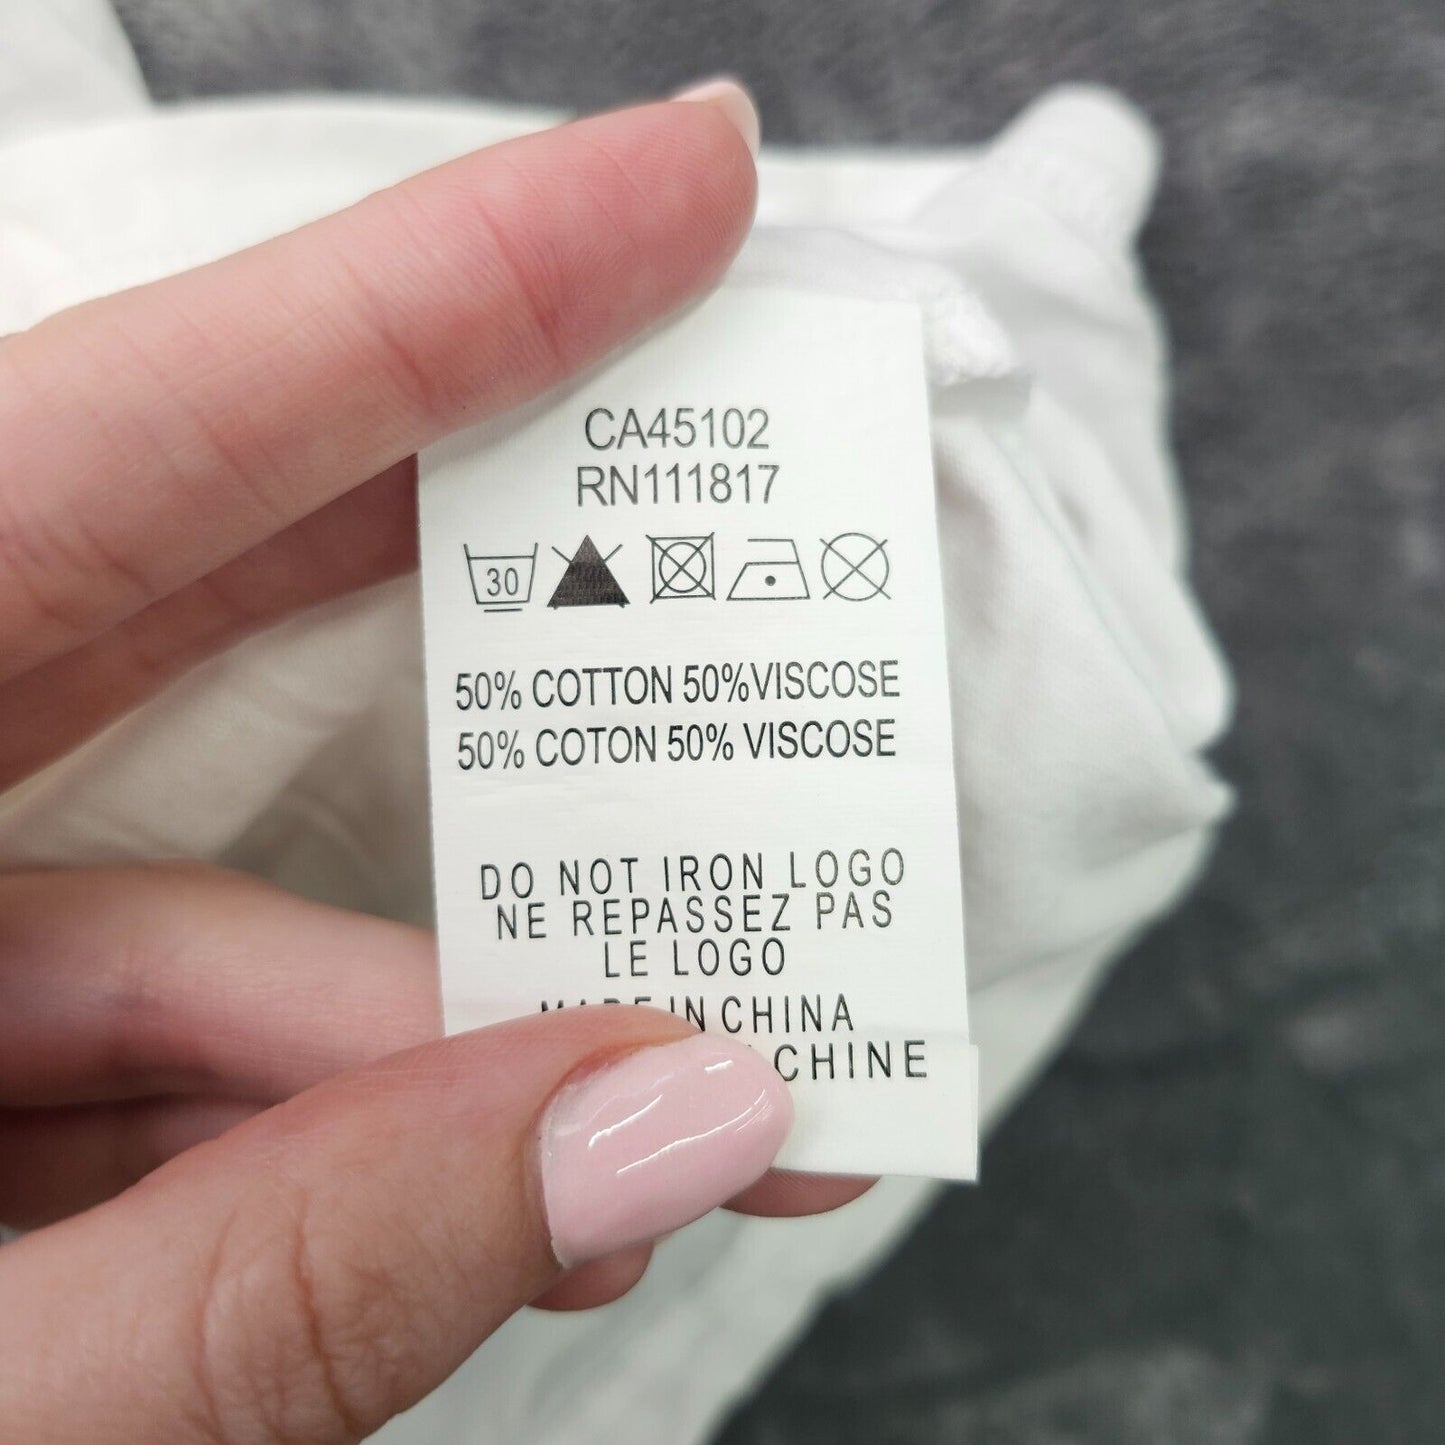 CA45102
RN111817
30
50% COTTON 50%VISCOSE
50% COTON 50% VISCOSE
DO NOT IRON LOGO
NE REPASSEZ PAS
LE LOGO
MADE IN CHINA
CHINE